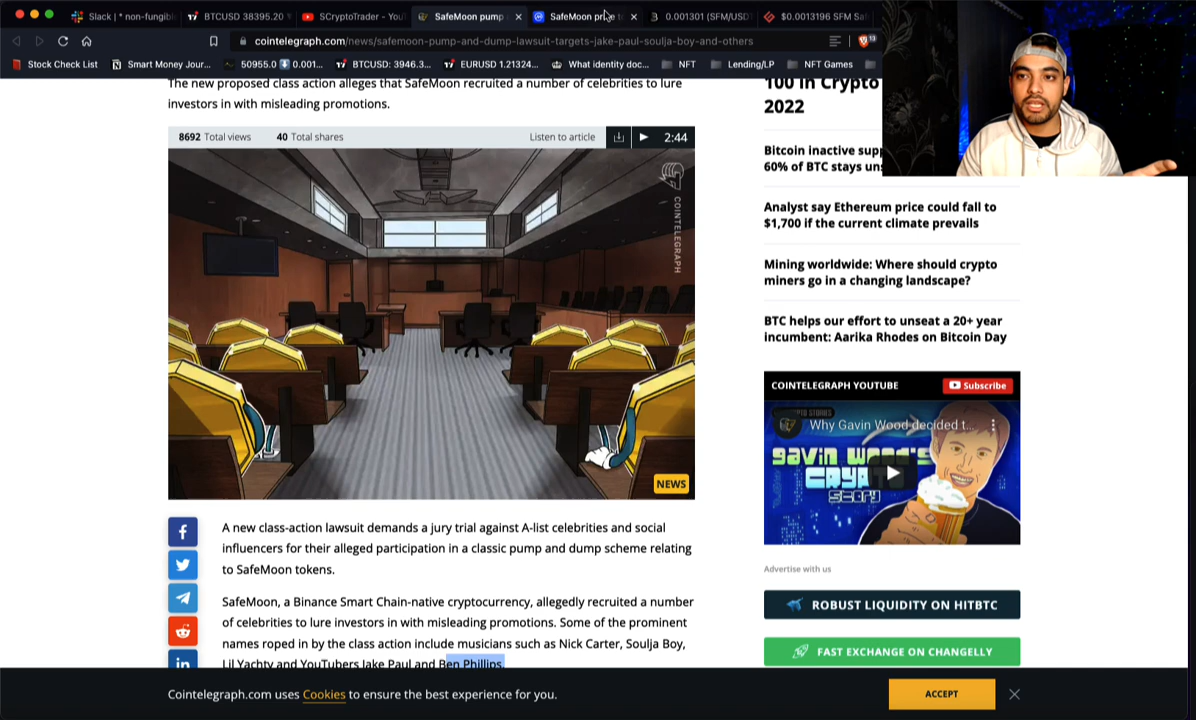 Slack | * non-fungib
BTCUSD 38395.20
SCryptoTrader - You
SafeMoon pump
SafeMoon price t
0.001301 (SFM/USD
$0.0013196 SFM Saf
cointelegraph.com/news/safemoon-pump-and-dump-lawsuit-targets-jake-paul-soulja-boy-and-others
13
Stock Check List
Smart Money Jour...
50955.0 0.001...
BTCUSD: 3946.3...
EURUSD 1.21324...
What identity doc...
NFT
Lending/LP
NFT Games
The new proposed class action alleges that SafeMoon recruited a number of celebrities to lure
investors in with misleading promotions.
8692 Total views
40 Total shares
Listen to article
2:44
COINTELEGRAPH
NEWS
A new class-action lawsuit demands a jury trial against A-list celebrities and social
influencers for their alleged participation in a classic pump and dump scheme relating
to SafeMoon tokens.
SafeMoon, a Binance Smart Chain-native cryptocurrency, allegedly recruited a number
of celebrities to lure investors in with misleading promotions. Some of the prominent
names roped in by the class action include musicians such as Nick Carter, Soulja Boy,
Lil Yachty and YouTubers Jake Paul and Ben Phillips.
100 in Crypto
2022
Bitcoin inactive supp
60% of BTC stays uns
Analyst say Ethereum price could fall to
$1,700 if the current climate prevails
Mining worldwide: Where should crypto
miners go in a changing landscape?
BTC helps our effort to unseat a 20+ year
incumbent: Aarika Rhodes on Bitcoin Day
COINTELEGRAPH YOUTUBE
Subscribe
Why Gavin Wood decided t...
GAVIN WOOD'S
CRYPTO
STORY
Advertise with us
ROBUST LIQUIDITY ON HITBTC
FAST EXCHANGE ON CHANGELLY
Cointelegraph.com uses Cookies to ensure the best experience for you.
ACCEPT